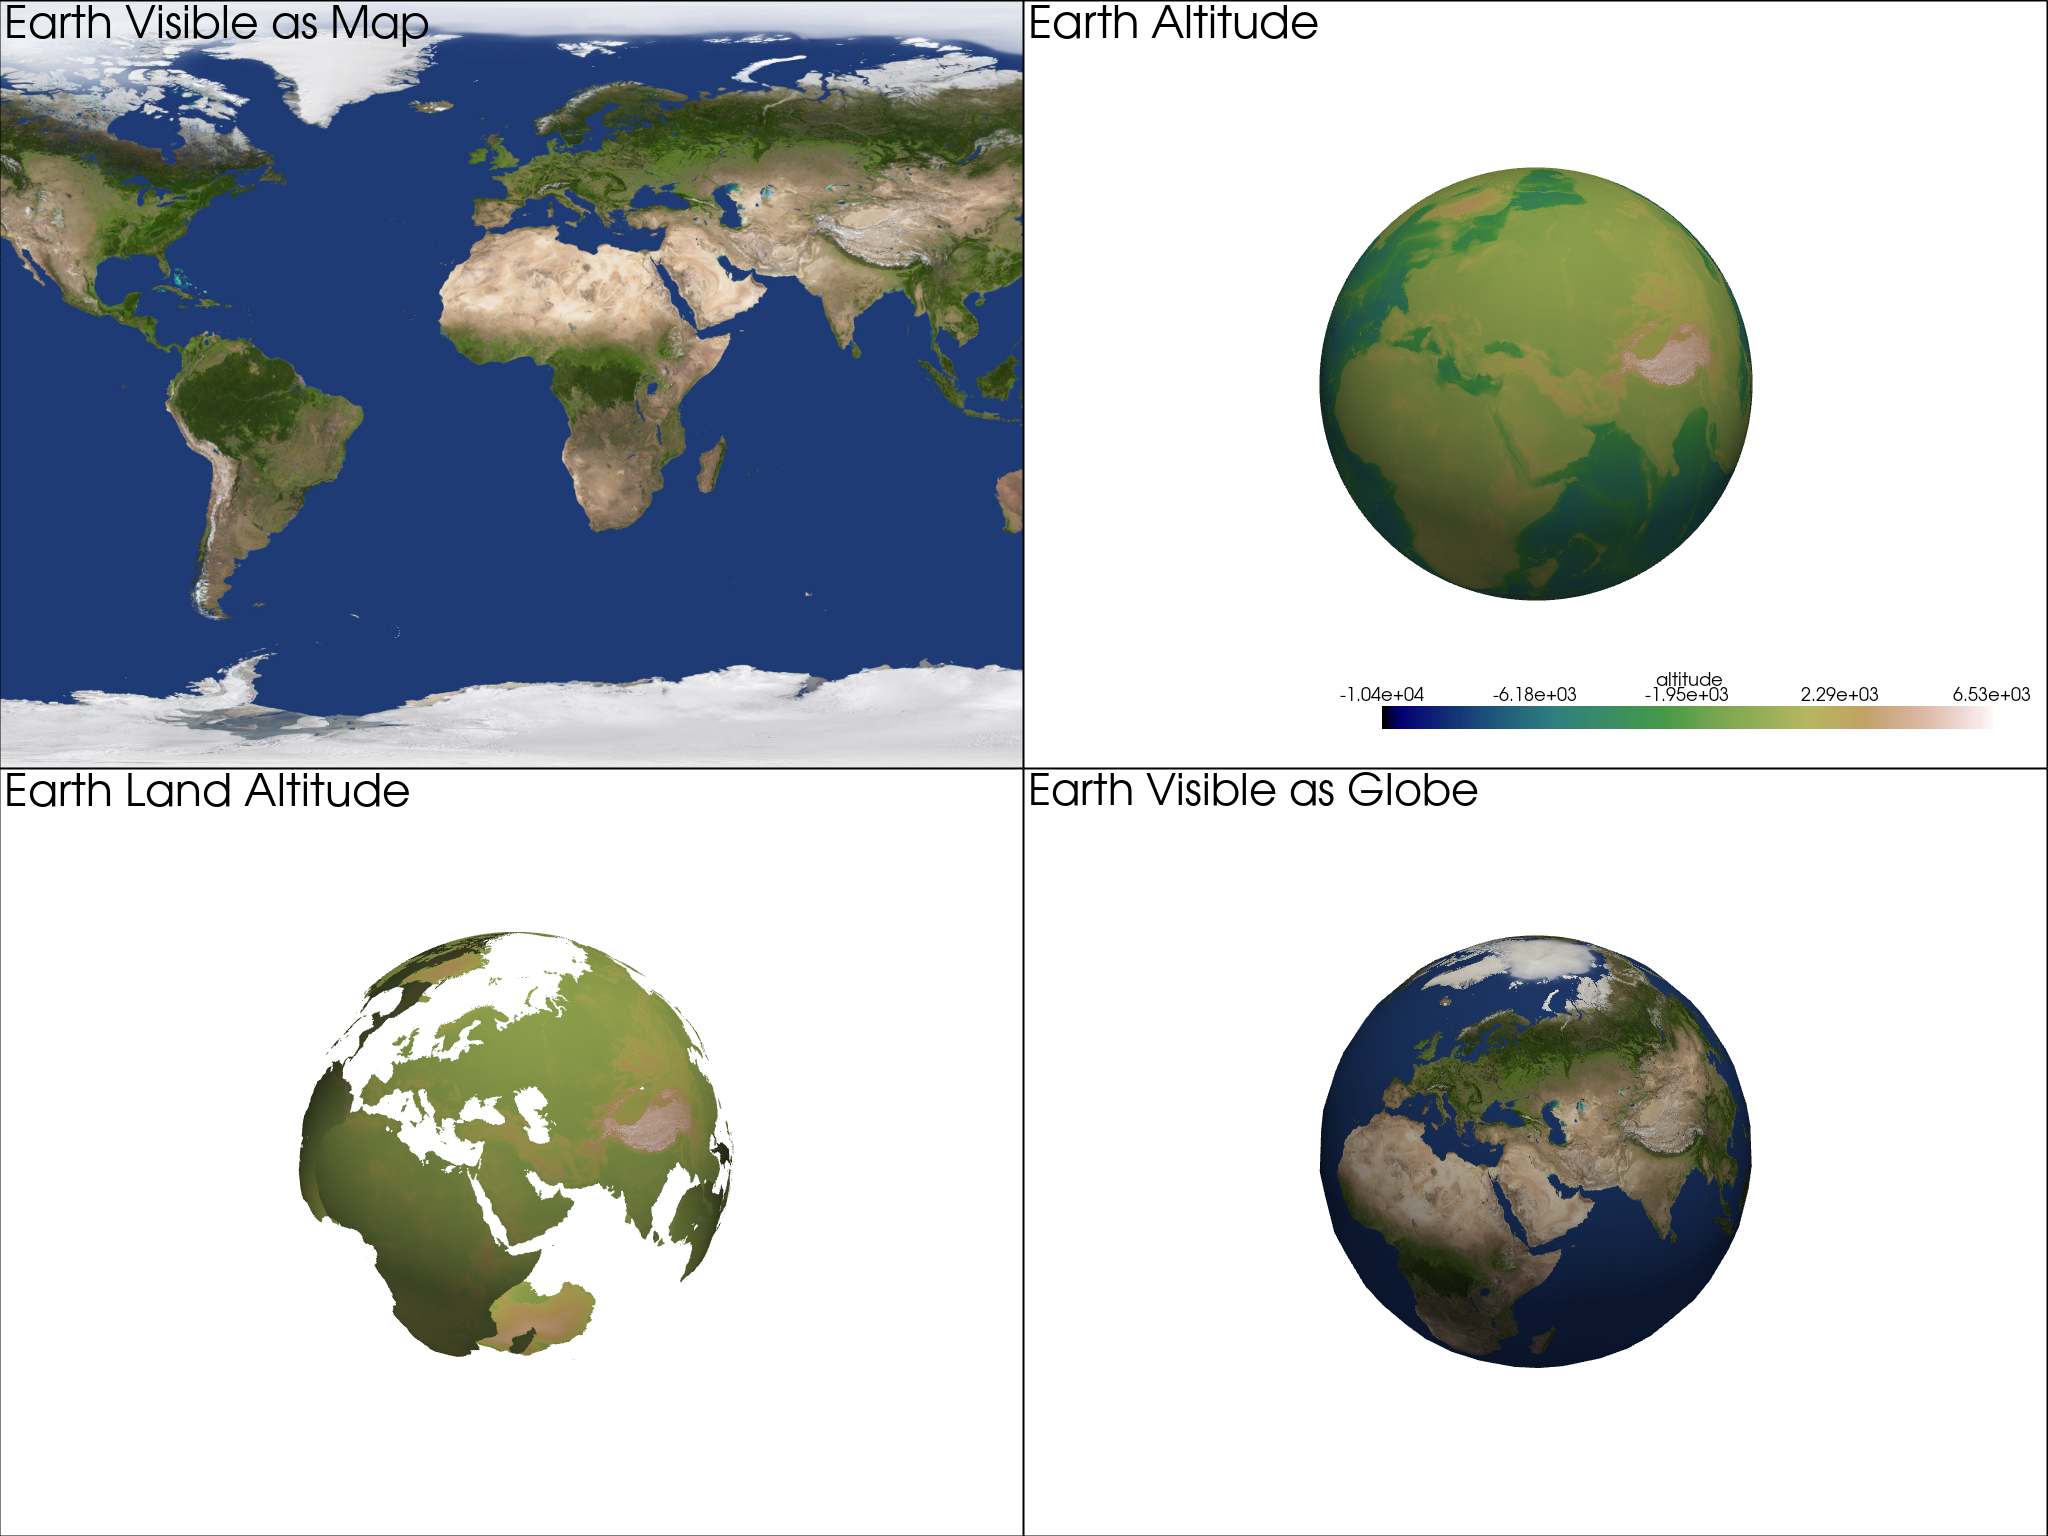 Earth Visible as Map
Earth Altitude
altitude
-1.04e+04 -6.18e+03 -1.95e+03 2.29e+03 6.53e+03
Earth Land Altitude
Earth Visible as Globe